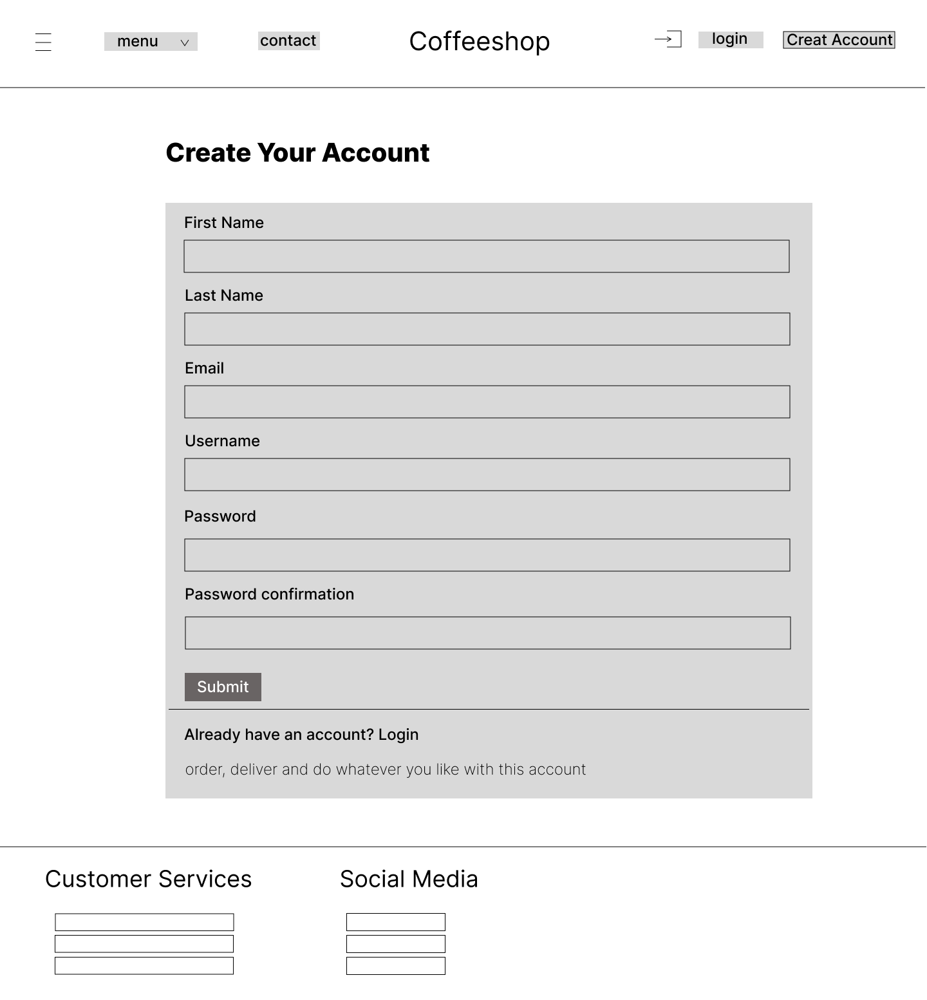 menu
contact
Coffeeshop
login
Creat Account
Create Your Account
First Name
Last Name
Email
Username
Password
Password confirmation
Submit
Already have an account? Login
order, deliver and do whatever you like with this account
Customer Services
Social Media